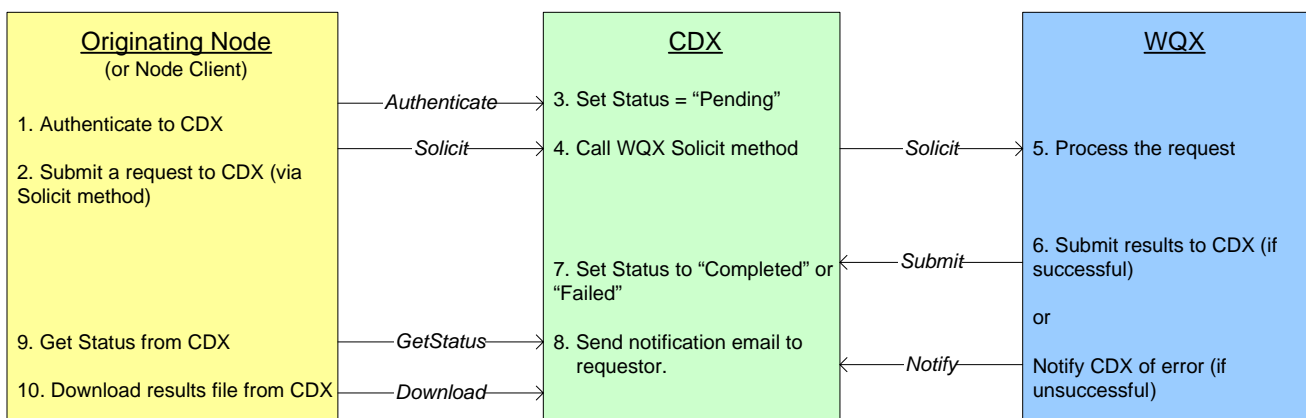 Originating Node
(or Node Client)
1. Authenticate to CDX
2. Submit a request to CDX (via
Solicit method)
9. Get Status from CDX
10. Download results file from CDX
Authenticate
Solicit
GetStatus
Download
CDX
3. Set Status = “Pending”
4. Call WQX Solicit method
7. Set Status to “Completed” or
“Failed”
8. Send notification email to
requestor.
Solicit
Submit
Notify
WQX
5. Process the request
6. Submit results to CDX (if
successful)
or
Notify CDX of error (if
unsuccessful)